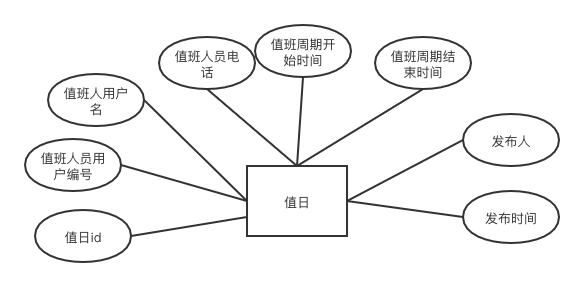 值班人员电
话
值班周期开
始时间
值班周期结
束时间
值班人用户
名
发布人
值班人员用
户编号
值日
发布时间
值日id